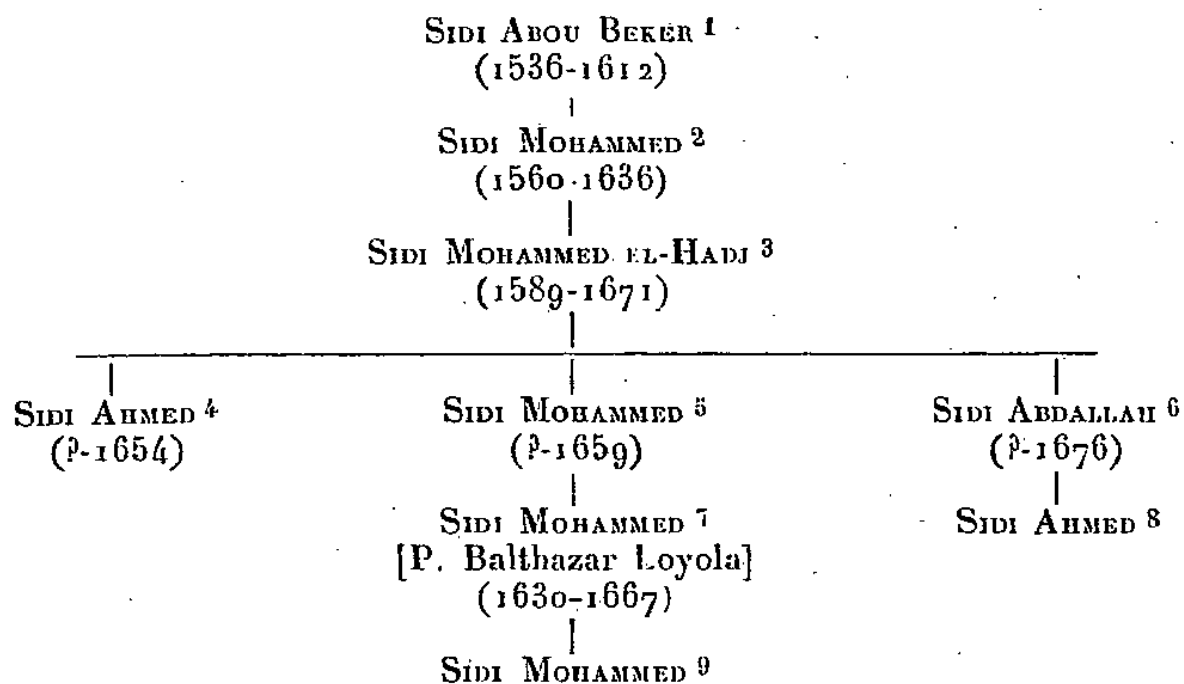 SIDI ABOU BEKER 1
(1536-1612)
SIDI MOHAMMED 2
(1560-1636)
SIDI MOHAMMED EL-HADJ 3
(1589-1671)
SIDI AHMED 4
(?-1654)
SIDI MOHAMMED 5
(?-1659)
SIDI ABDALLAH 6
(?-1676)
SIDI MOHAMMED 7
[P. Balthazar Loyola]
(1630-1667)
SIDI AHMED 8
SIDI MOHAMMED 9